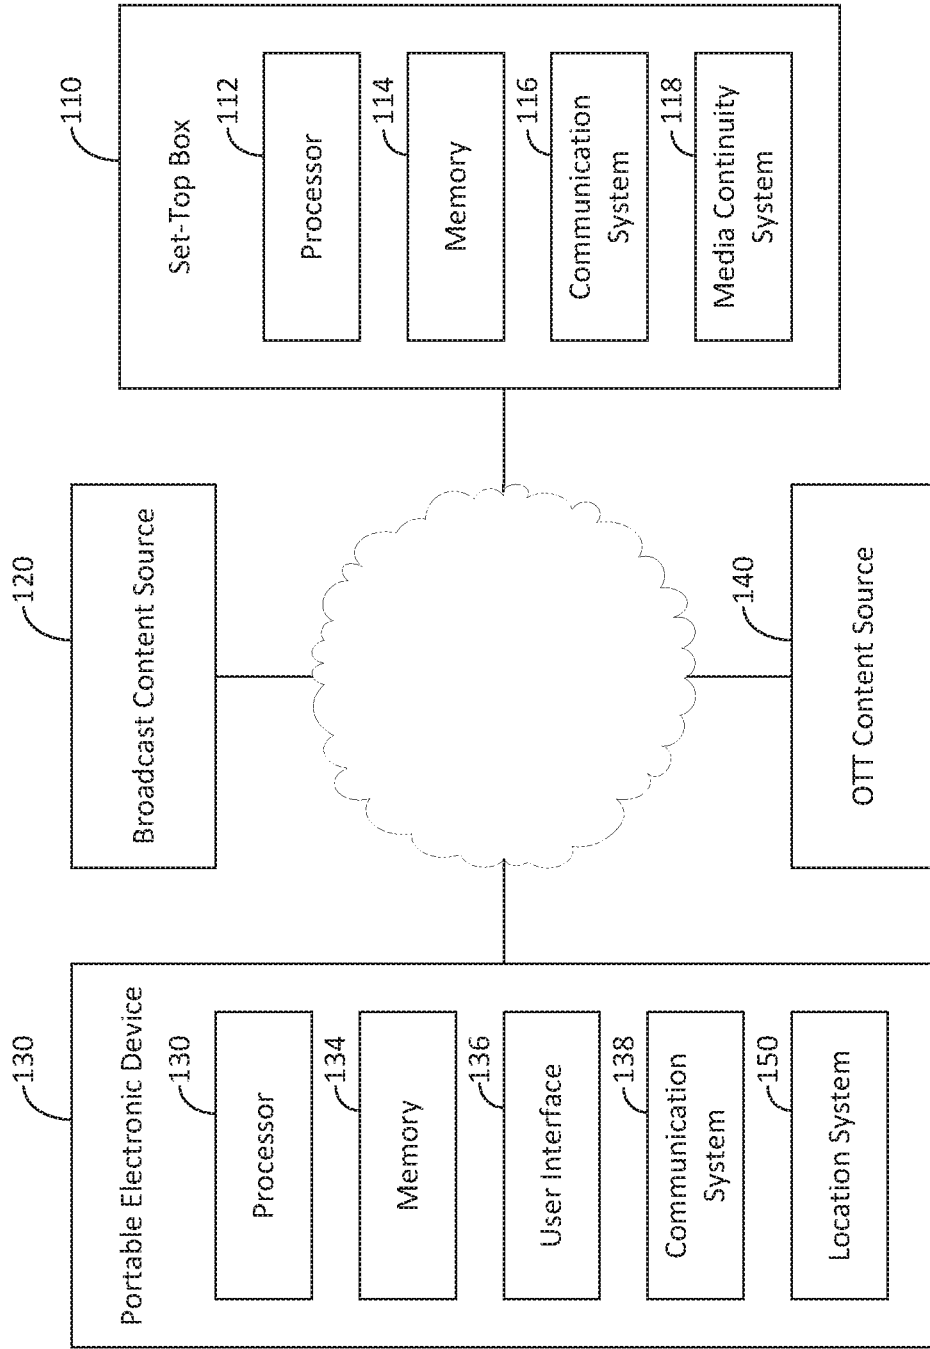 130
Portable Electronic Device
130
Processor
134
Memory
136
User Interface
138
Communication
System
150
Location System
120
Broadcast Content Source
140
OTT Content Source
110
Set-Top Box
112
Processor
114
Memory
116
Communication
System
118
Media Continuity
System